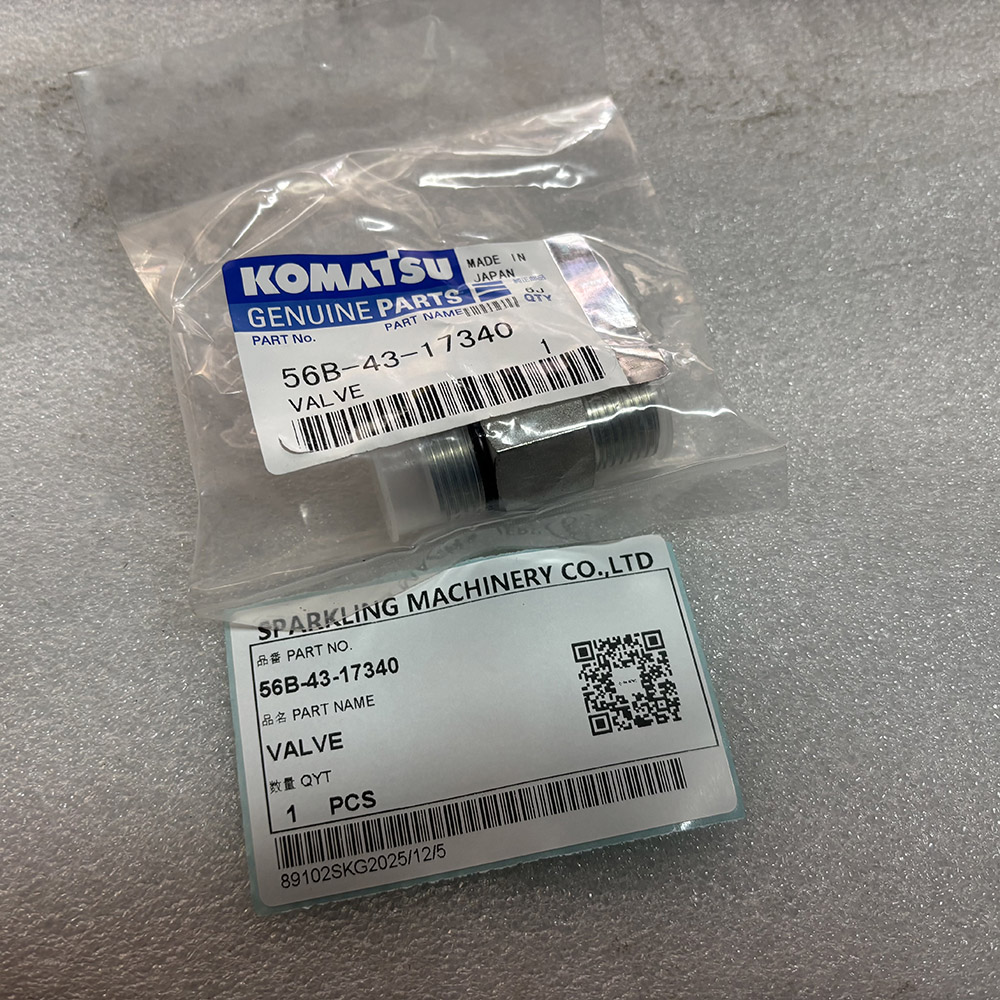 KOMATSU
MADE IN
JAPAN
GENUINE PARTS
QTY
PART No.
PART NAME
56B-43-17340
1
VALVE
SPARKLING MACHINERY CO.,LTD
品番 PART NO.
56B-43-17340
品名 PART NAME
VALVE
数量 QYT
1 PCS
89102SKG2025/12/5